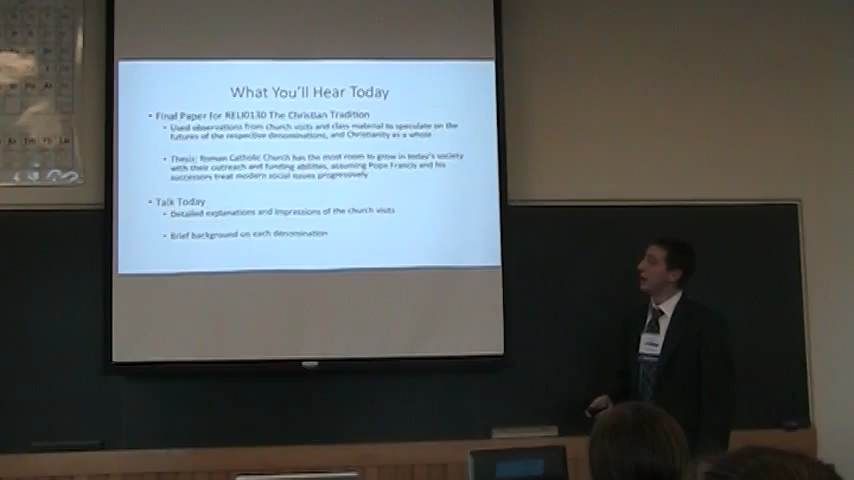 What You'll Hear Today
• Final Paper for RELI0130 The Christian Tradition
• Used observations from church visits and class material to speculate on the
futures of the respective denominations, and Christianity as a whole
• Thesis: Roman Catholic Church has the most room to grow in today's society
with their outreach and funding abilities, assuming Pope Francis and his
successors treat modern social issues progressively
• Talk Today
• Detailed explanations and impressions of the church visits
• Brief background on each denomination